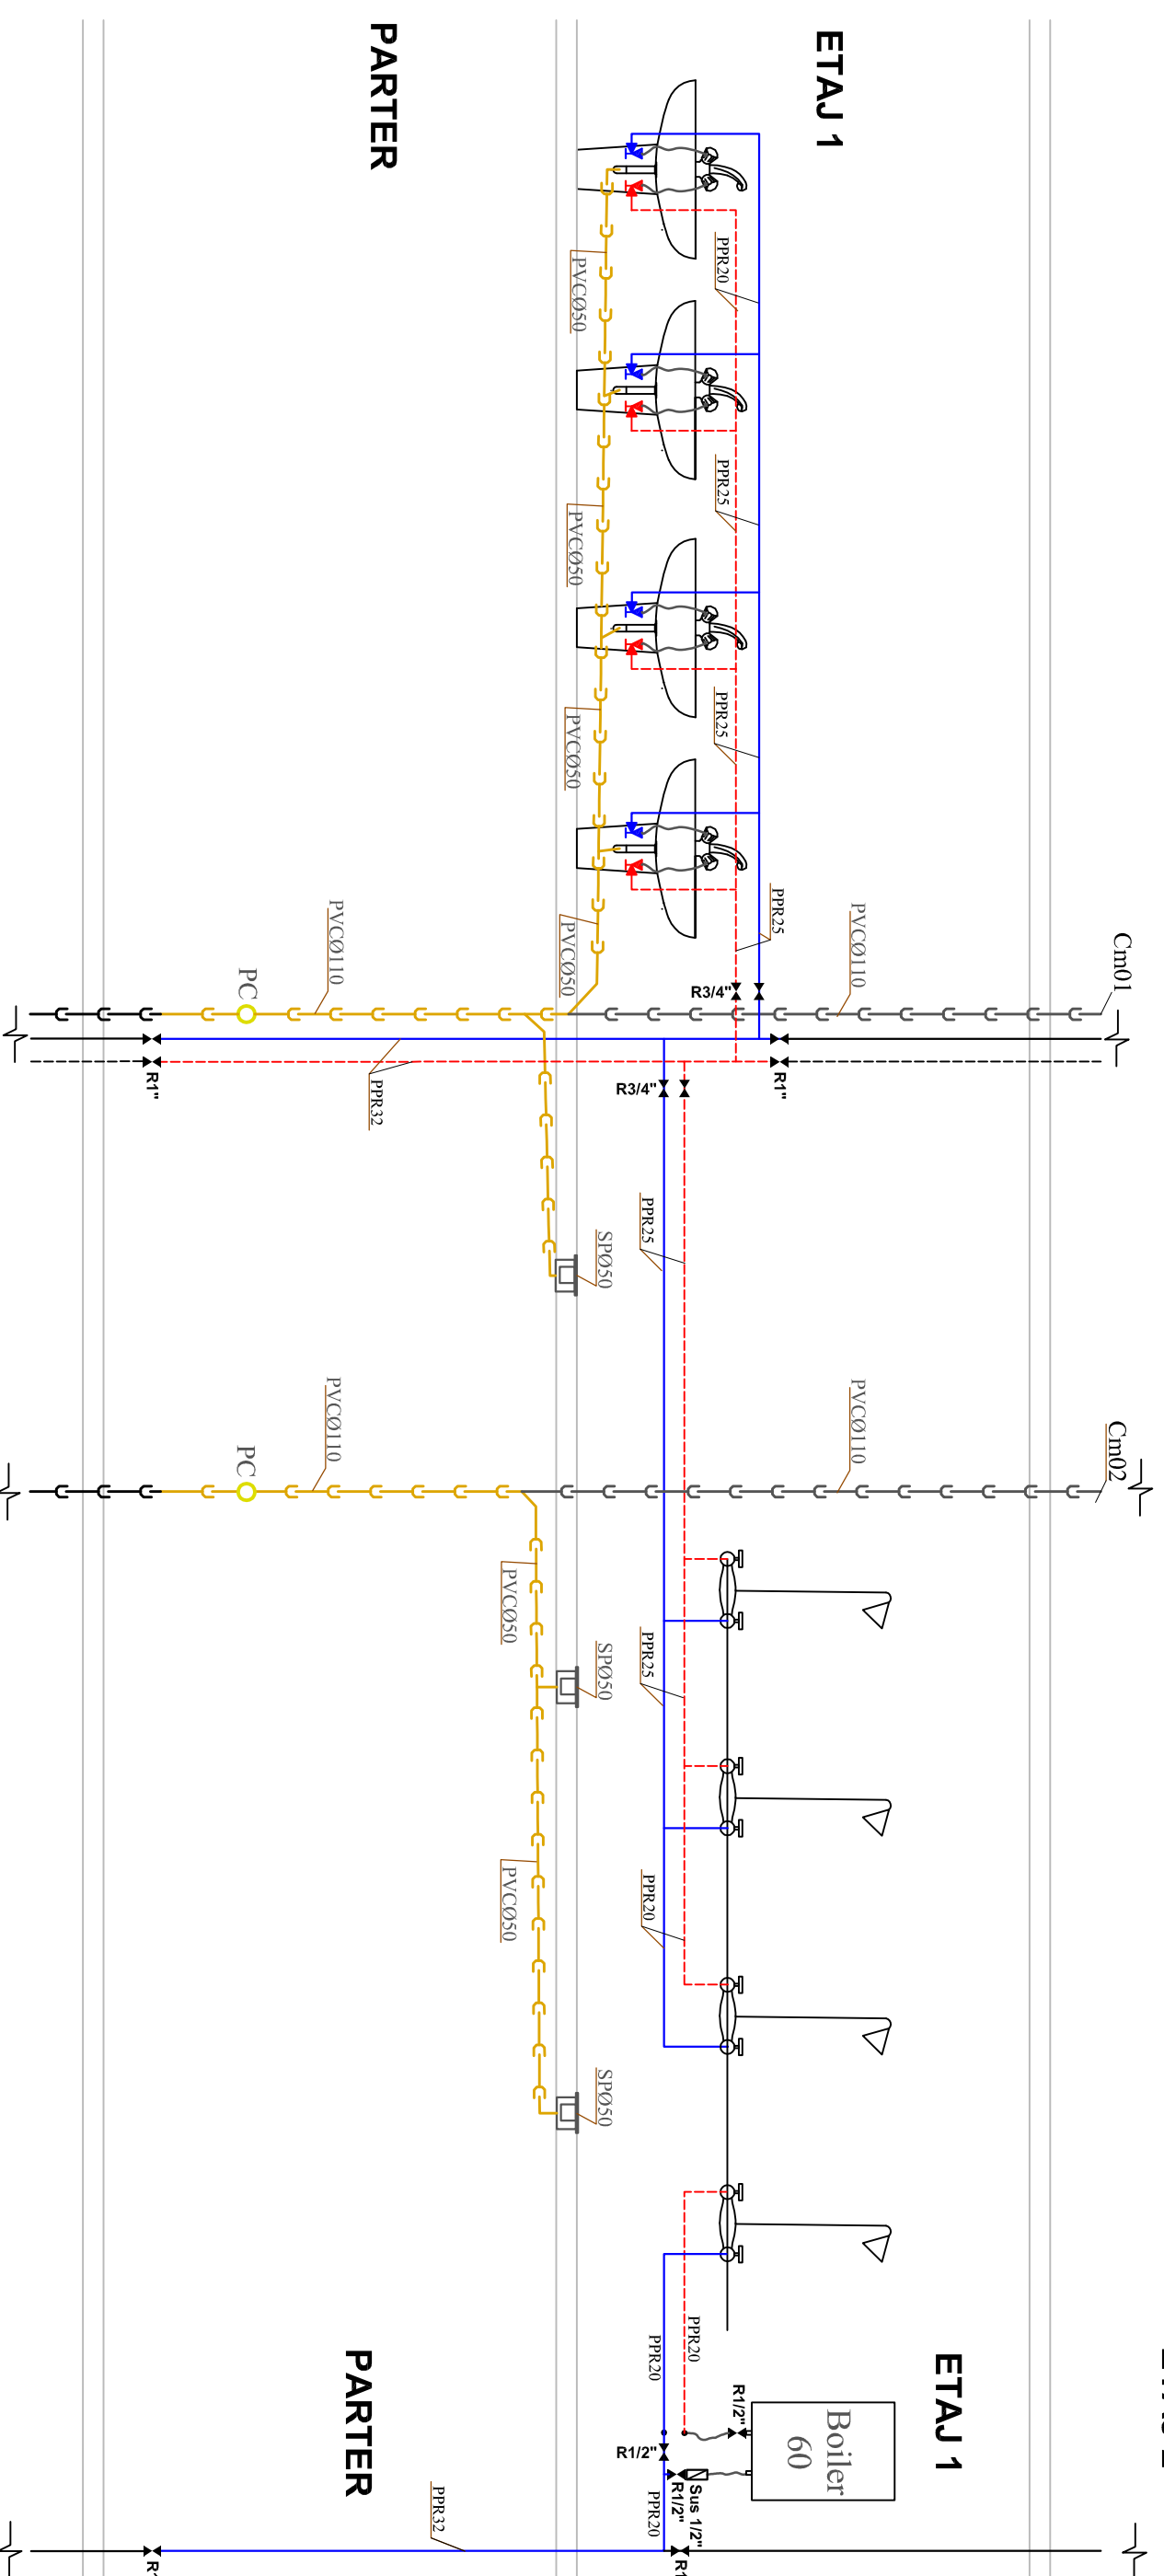 ETAJ 1
PARTER
PPR20
PVCØ50
PPR25
PVCØ50
PPR25
PVCØ50
PPR25
PVCØ110
Cm01
PVCØ110
PVCØ50
PC
R3/4"
R1"
R1"
PPR32
R3/4"
PPR25
SPØ50
PVCØ110
Cm02
PVCØ110
PC
PVCØ50
SPØ50
PPR25
PVCØ50
PPR20
SPØ50
PPR20
PPR20
ETAJ 1
PARTER
Boiler
60
R1/2"
R1/2"
Sus 1/2"
R1/2"
PPR20
PPR32